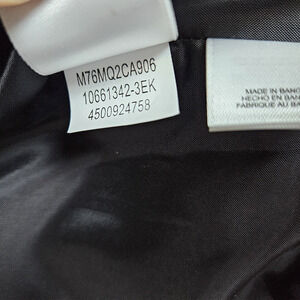 M76MQ2CA906
10661342-3EK
4500924758
MADE IN BANG
HECHO EN BAN
FABRIQUE AU BA